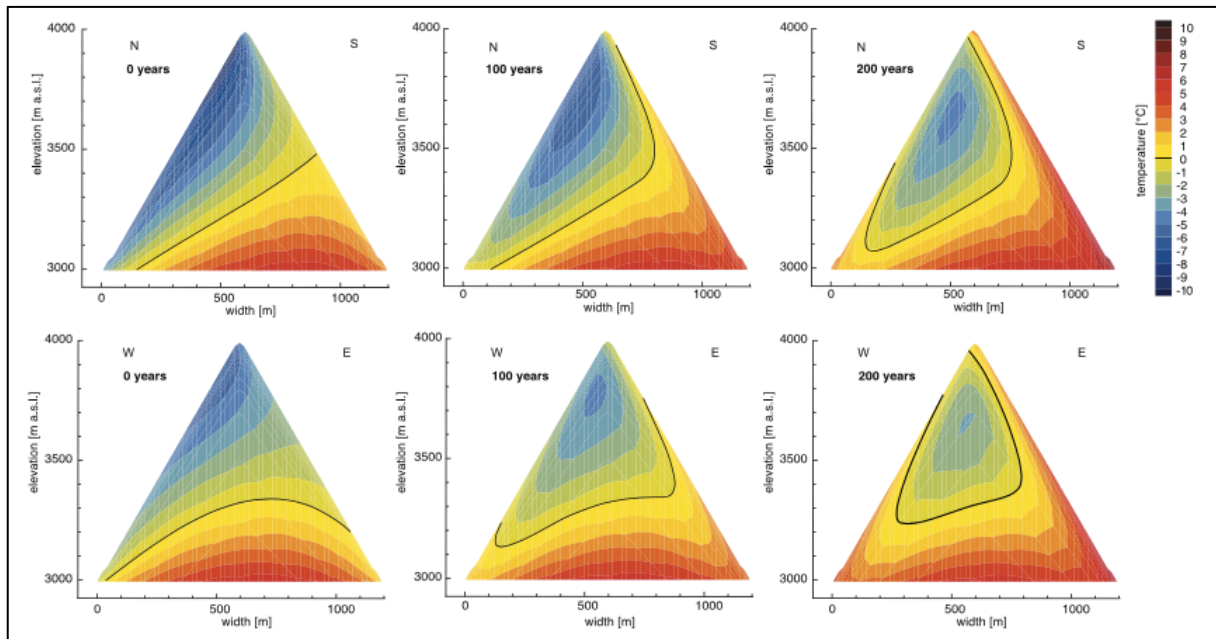 4000
3500
3000
elevation [m a.s.l.]
N
S
0 years
0
500
1000
width [m]
4000
3500
3000
elevation [m a.s.l.]
N
S
100 years
0
500
1000
width [m]
4000
3500
3000
elevation [m a.s.l.]
N
S
200 years
0
500
1000
width [m]
10
9
8
7
6
5
4
3
2
1
0
-1
-2
-3
-4
-5
-6
-7
-8
-9
-10
temperature [°C]
4000
3500
3000
elevation [m a.s.l.]
W
E
0 years
0
500
1000
width [m]
4000
3500
3000
elevation [m a.s.l.]
W
E
100 years
0
500
1000
width [m]
4000
3500
3000
elevation [m a.s.l.]
W
E
200 years
0
500
1000
width [m]